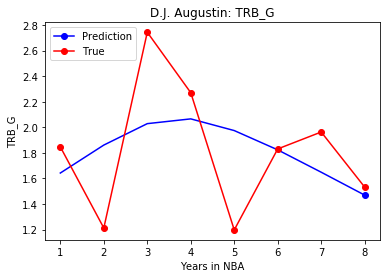 D.J. Augustin: TRB_G
Prediction
True
TRB_G
2.8
2.6
2.4
2.2
2.0
1.8
1.6
1.4
1.2
1 2 3 4 5 6 7 8
Years in NBA